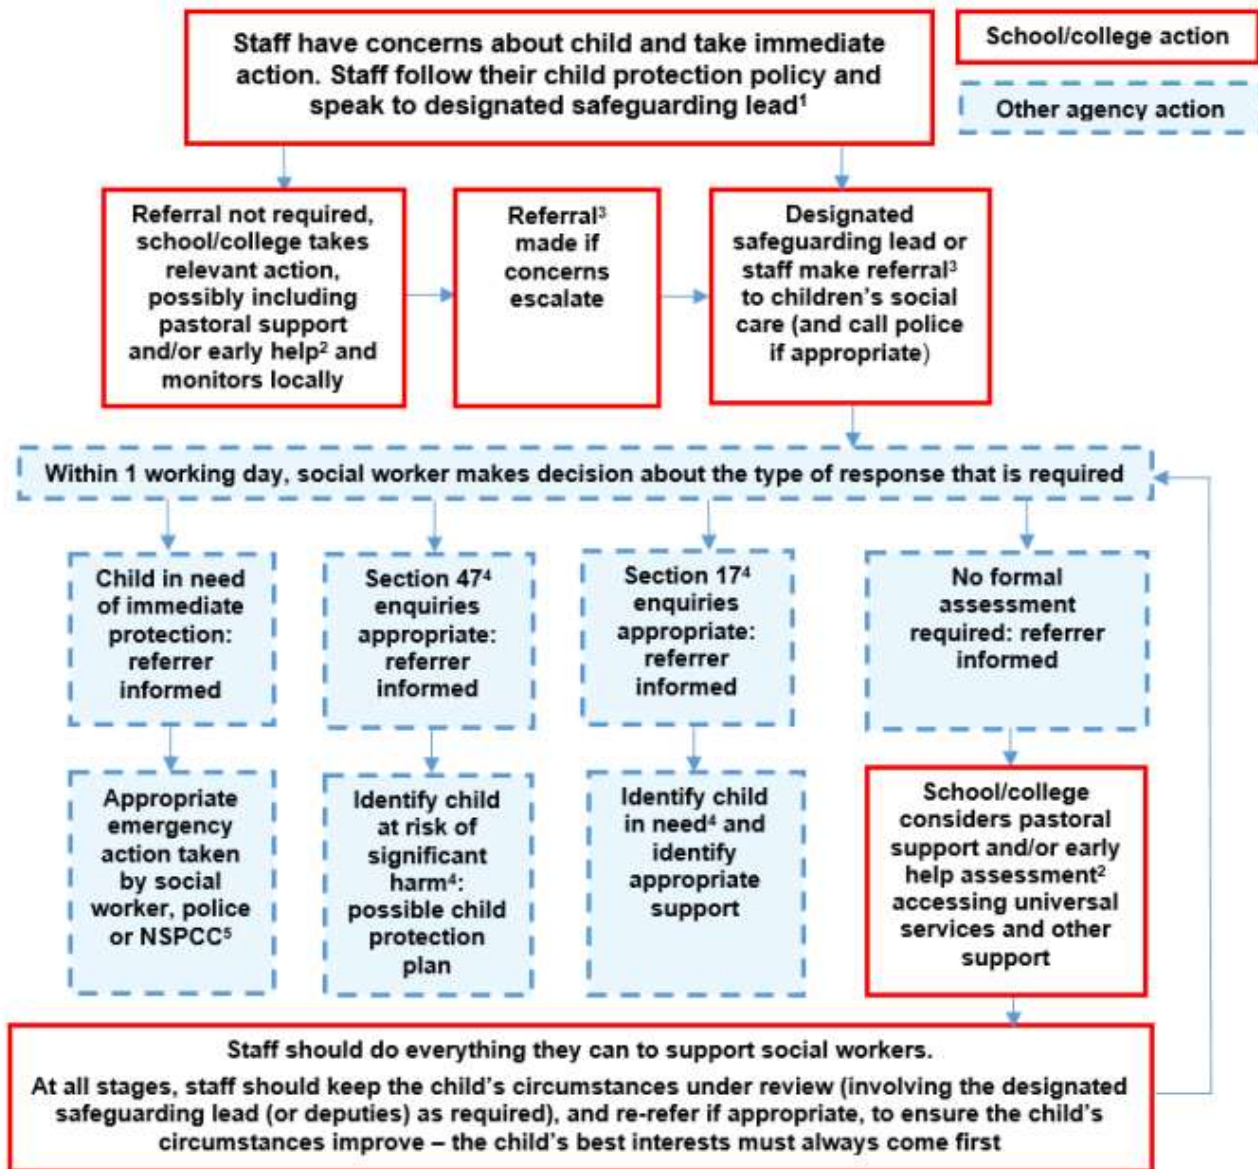 Staff have concerns about child and take immediate
action. Staff follow their child protection policy and
speak to designated safeguarding lead¹
School/college action
Other agency action
Referral not required,
school/college takes
relevant action,
possibly including
pastoral support
and/or early help² and
monitors locally
Referral³
made if
concerns
escalate
Designated
safeguarding lead or
staff make referral³
to children’s social
care (and call police
if appropriate)
Within 1 working day, social worker makes decision about the type of response that is required
Child in need
of immediate
protection:
referrer
informed
Section 47⁴
enquiries
appropriate:
referrer
informed
Section 17⁴
enquiries
appropriate:
referrer
informed
No formal
assessment
required: referrer
informed
Appropriate
emergency
action taken
by social
worker, police
or NSPCC⁵
Identify child
at risk of
significant
harm⁴:
possible child
protection
plan
Identify child
in need⁴ and
identify
appropriate
support
School/college
considers pastoral
support and/or early
help assessment²
accessing universal
services and other
support
Staff should do everything they can to support social workers.
At all stages, staff should keep the child’s circumstances under review (involving the designated
safeguarding lead (or deputies) as required), and re-refer if appropriate, to ensure the child’s
circumstances improve – the child’s best interests must always come first